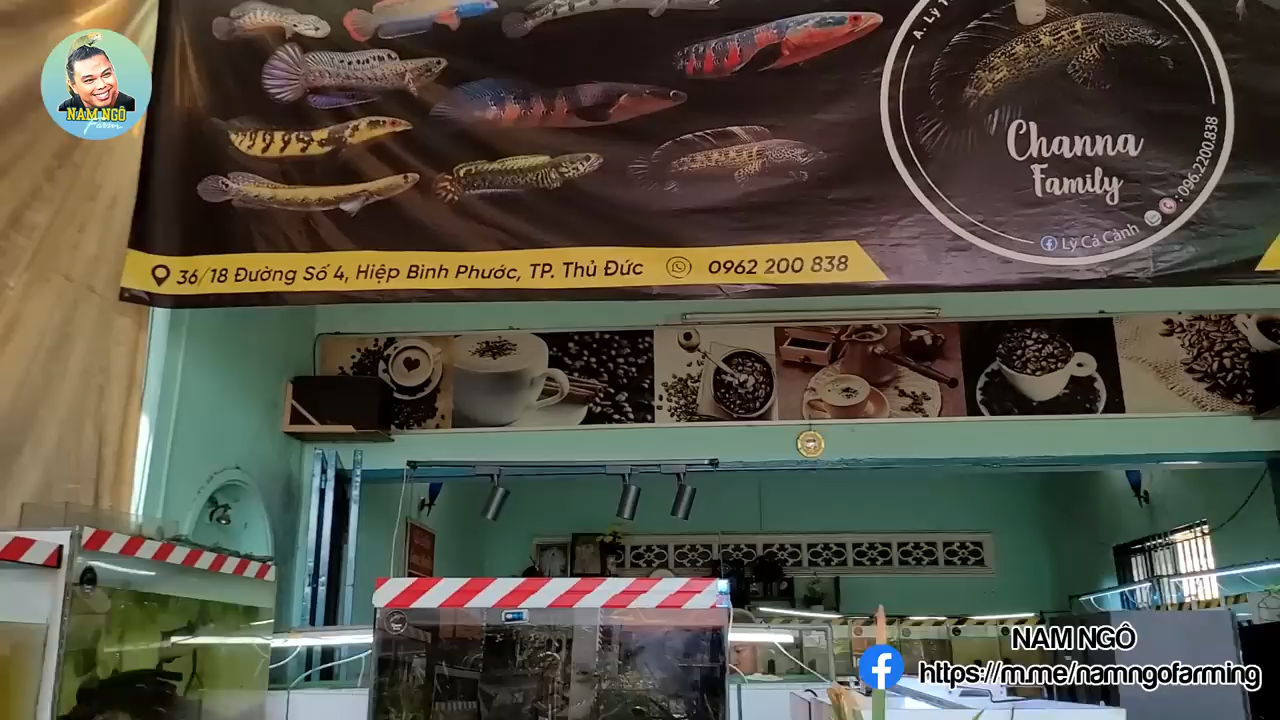 NAM NGÔ
Farm
A. Lý
Channa
Family
: 096.2200.838
Lý Cá Cảnh
36/18 Đường Số 4, Hiệp Bình Phước, TP. Thủ Đức
0962 200 838
NAM NGÔ
https://m.me/namngofarming